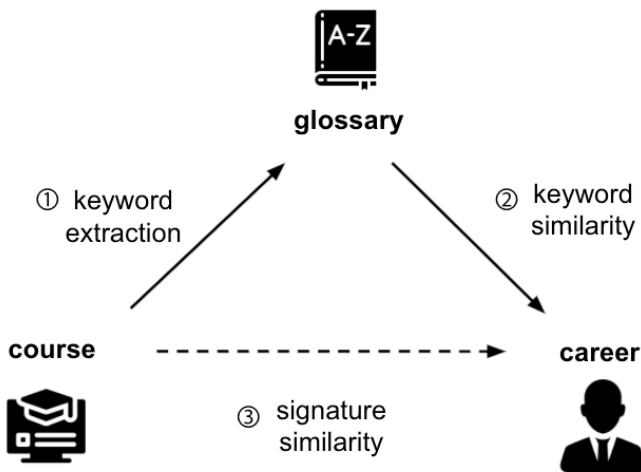 A-Z
glossary
① keyword
extraction
② keyword
similarity
course
career
③ signature
similarity